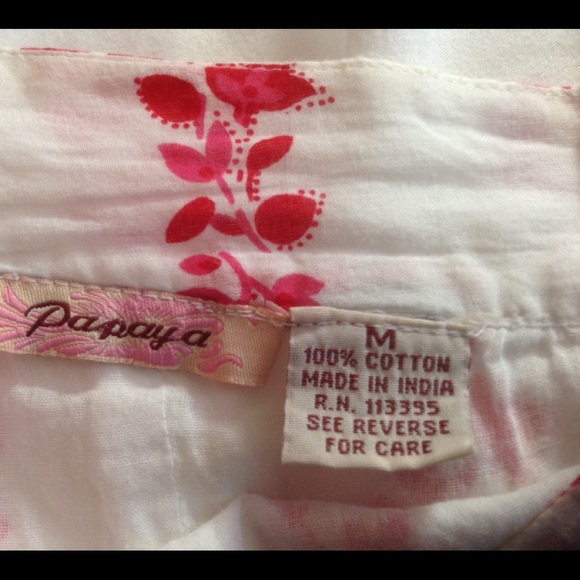 Papaya
M
100% COTTON
MADE IN INDIA
R.N. 113395
SEE REVERSE
FOR CARE